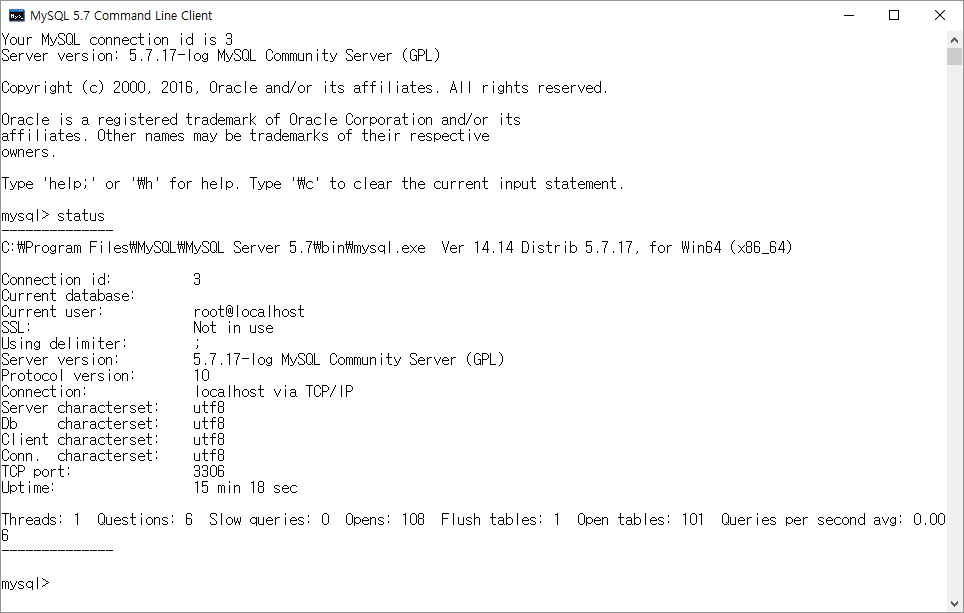 MySQL 5.7 Command Line Client
Your MySQL connection id is 3
Server version: 5.7.17-log MySQL Community Server (GPL)
Copyright (c) 2000, 2016, Oracle and/or its affiliates. All rights reserved.
Oracle is a registered trademark of Oracle Corporation and/or its
affiliates. Other names may be trademarks of their respective
owners.
Type 'help;' or '₩h' for help. Type '₩c' to clear the current input statement.
mysql> status
--------------
C:₩Program Files₩MySQL₩MySQL Server 5.7₩bin₩mysql.exe  Ver 14.14 Distrib 5.7.17, for Win64 (x86_64)
Connection id:          3
Current database:
Current user:           root@localhost
SSL:                    Not in use
Using delimiter:        ;
Server version:         5.7.17-log MySQL Community Server (GPL)
Protocol version:       10
Connection:             localhost via TCP/IP
Server characterset:    utf8
Db     characterset:    utf8
Client characterset:    utf8
Conn.  characterset:    utf8
TCP port:               3306
Uptime:                 15 min 18 sec
Threads: 1  Questions: 6  Slow queries: 0  Opens: 108  Flush tables: 1  Open tables: 101  Queries per second avg: 0.00
6
--------------
mysql>